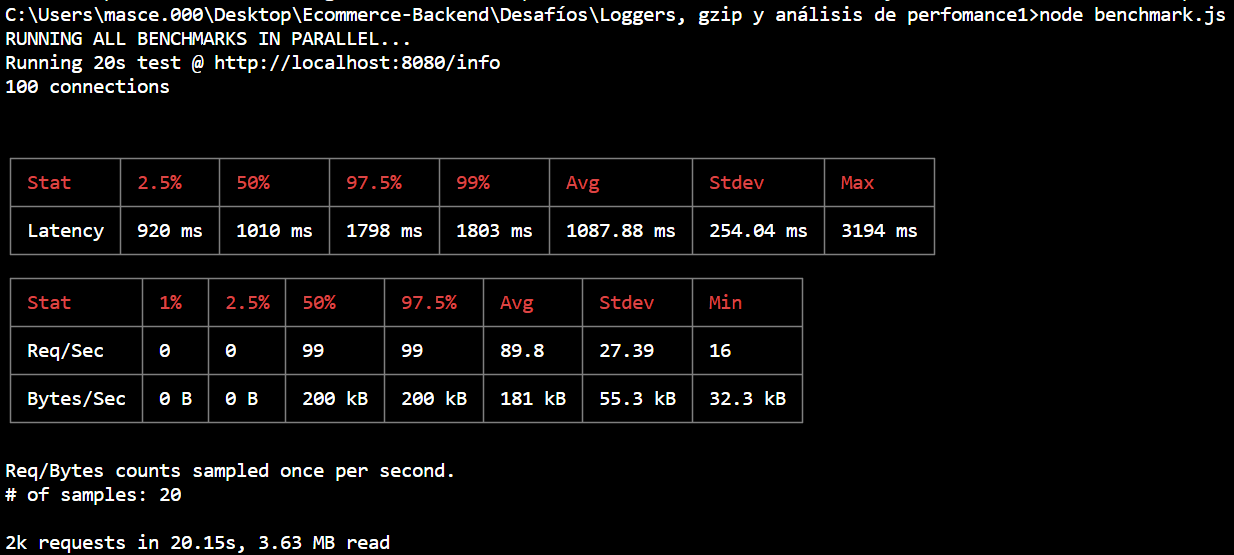 C:\Users\masce.000\Desktop\Ecommerce-Backend\Desafíos\Loggers, gzip y análisis de perfomance1>node benchmark.js
RUNNING ALL BENCHMARKS IN PARALLEL...
Running 20s test @ http://localhost:8080/info
100 connections
Stat 2.5% 50% 97.5% 99% Avg Stdev Max
Latency 920 ms 1010 ms 1798 ms 1803 ms 1087.88 ms 254.04 ms 3194 ms
Stat 1% 2.5% 50% 97.5% Avg Stdev Min
Req/Sec 0 0 99 99 89.8 27.39 16
Bytes/Sec 0 B 0 B 200 kB 200 kB 181 kB 55.3 kB 32.3 kB
Req/Bytes counts sampled once per second.
# of samples: 20
2k requests in 20.15s, 3.63 MB read